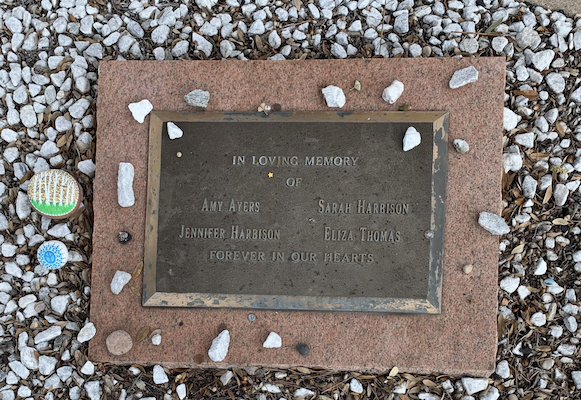 IN LOVING MEMORY
OF
AMY AYERS SARAH HARBISON
JENNIFER HARBISON ELIZA THOMAS
FOREVER IN OUR HEARTS